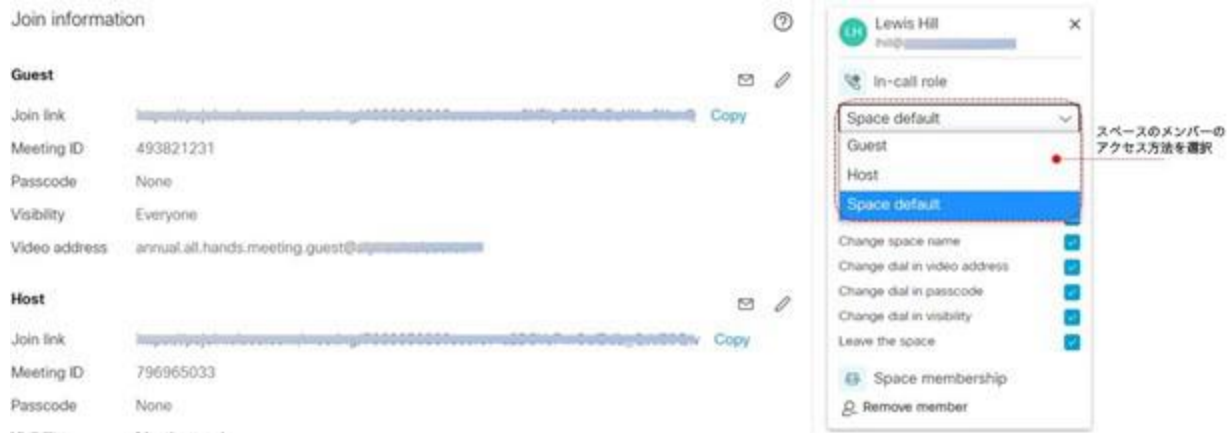 Join information
Guest
Join link
Copy
Meeting ID 493821231
Passcode None
Visibility Everyone
Video address annual.all.hands.meeting.guest@
Host
Join link
Copy
Meeting ID 796965033
Passcode None
LH
Lewis Hill
In-call role
Space default
Guest
Host
Space default
Change space name
Change dial in video address
Change dial in passcode
Change dial in visibility
Leave the space
Space membership
Remove member
スペースのメンバーの
アクセス方法を選択